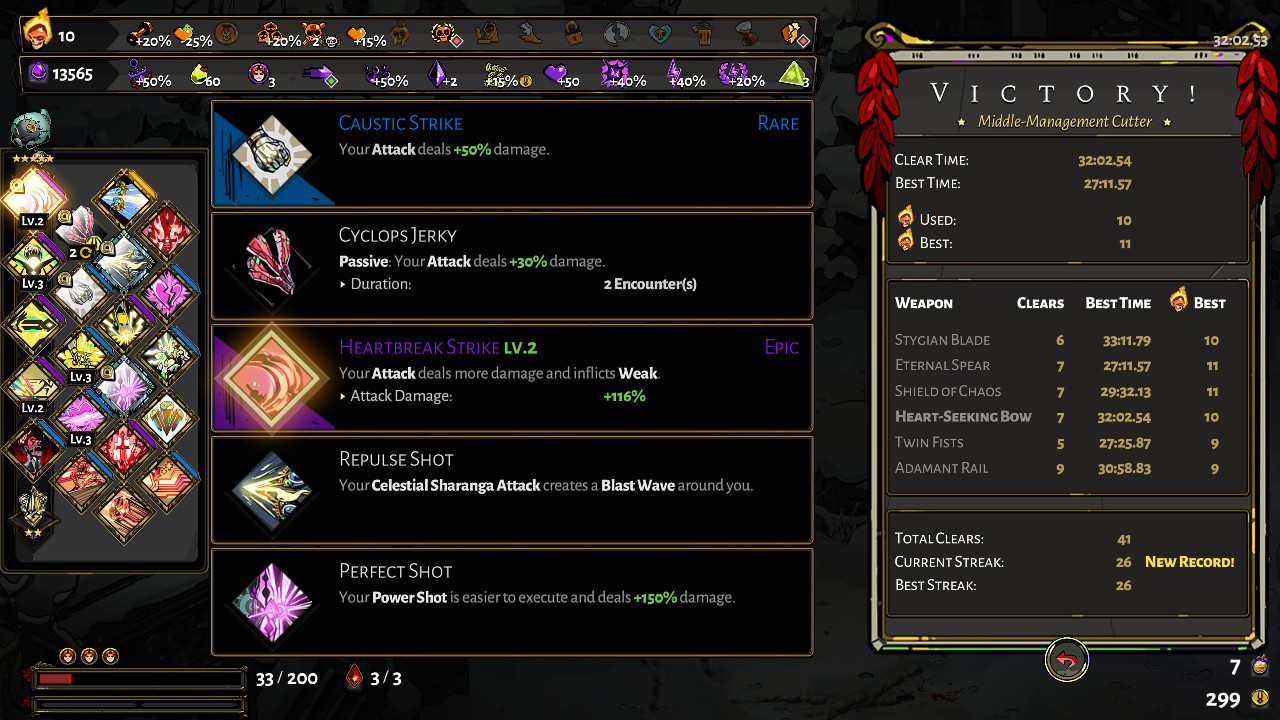 10
+20%
25%
+20%
2
+15%
13565
+50%
60
3
+50%
+2
+15%
+50
+40%
+40%
+20%
3
Lv.2
2
Lv.3
Lv.3
Lv.2
Lv.3
CAUSTIC STRIKE
RARE
Your Attack deals +50% damage.
CYCLOPS JERKY
Passive: Your Attack deals +30% damage.
Duration: 2 Encounter(s)
HEARTBREAK STRIKE LV.2
EPIC
Your Attack deals more damage and inflicts Weak.
Attack Damage: +116%
REPULSE SHOT
Your Celestial Sharanga Attack creates a Blast Wave around you.
PERFECT SHOT
Your Power Shot is easier to execute and deals +150% damage.
33 / 200
3 / 3
32:02.53
VICTORY!
Middle-Management Cutter
CLEAR TIME: 32:02.54
BEST TIME: 27:11.57
USED: 10
BEST: 11
WEAPON CLEARS BEST TIME BEST
STYGIAN BLADE 6 33:11.79 10
ETERNAL SPEAR 7 27:11.57 11
SHIELD OF CHAOS 7 29:32.13 11
HEART-SEEKING BOW 7 32:02.54 10
TWIN FISTS 5 27:25.87 9
ADAMANT RAIL 9 30:58.83 9
TOTAL CLEARS: 41
CURRENT STREAK: 26 NEW RECORD!
BEST STREAK: 26
7
299